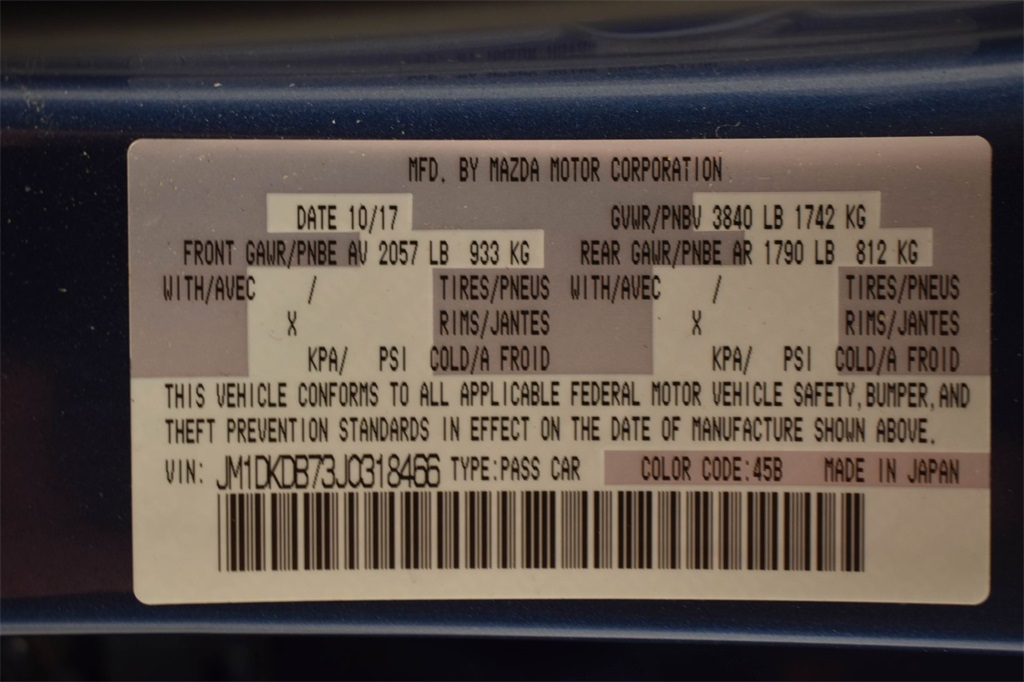 MFD. BY MAZDA MOTOR CORPORATION
DATE 10/17 GVWR/PNBV 3840 LB 1742 KG
FRONT GAWR/PNBE AV 2057 LB 933 KG REAR GAWR/PNBE AR 1790 LB 812 KG
WITH/AVEC / TIRES/PNEUS WITH/AVEC / TIRES/PNEUS
X RIMS/JANTES X RIMS/JANTES
KPA/ PSI COLD/A FROID KPA/ PSI COLD/A FROID
THIS VEHICLE CONFORMS TO ALL APPLICABLE FEDERAL MOTOR VEHICLE SAFETY, BUMPER, AND
THEFT PREVENTION STANDARDS IN EFFECT ON THE DATE OF MANUFACTURE SHOWN ABOVE.
VIN: JM1DKDB73J0318466 TYPE:PASS CAR COLOR CODE:45B MADE IN JAPAN